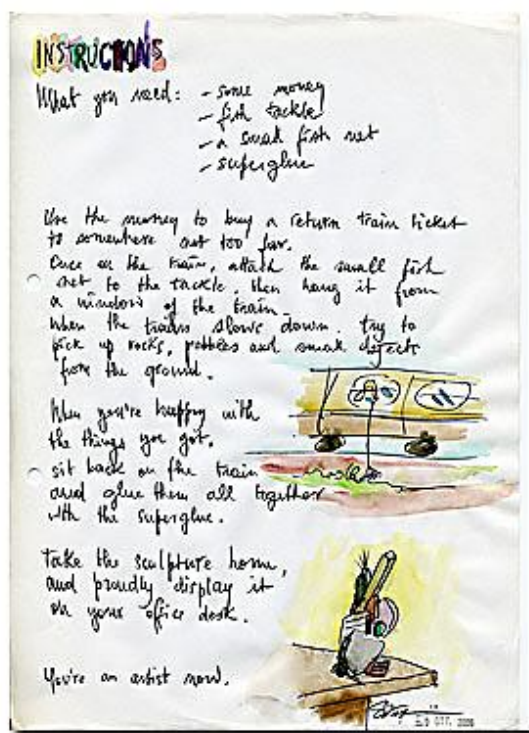 INSTRUCTIONS
What you need: - some money
- fish tackle
- a small fish net
- superglue
Use the money to buy a return train ticket
to somewhere not too far.
Once on the train, attach the small fish
net to the tackle, then hang it from
a window of the train.
When the train slows down, try to
pick up rocks, pebbles and small objects
from the ground.
When you're happy with
the things you got,
sit back on the train
and glue them all together
with the superglue.
Take the sculpture home,
and proudly display it
on your office desk.
You're an artist now.